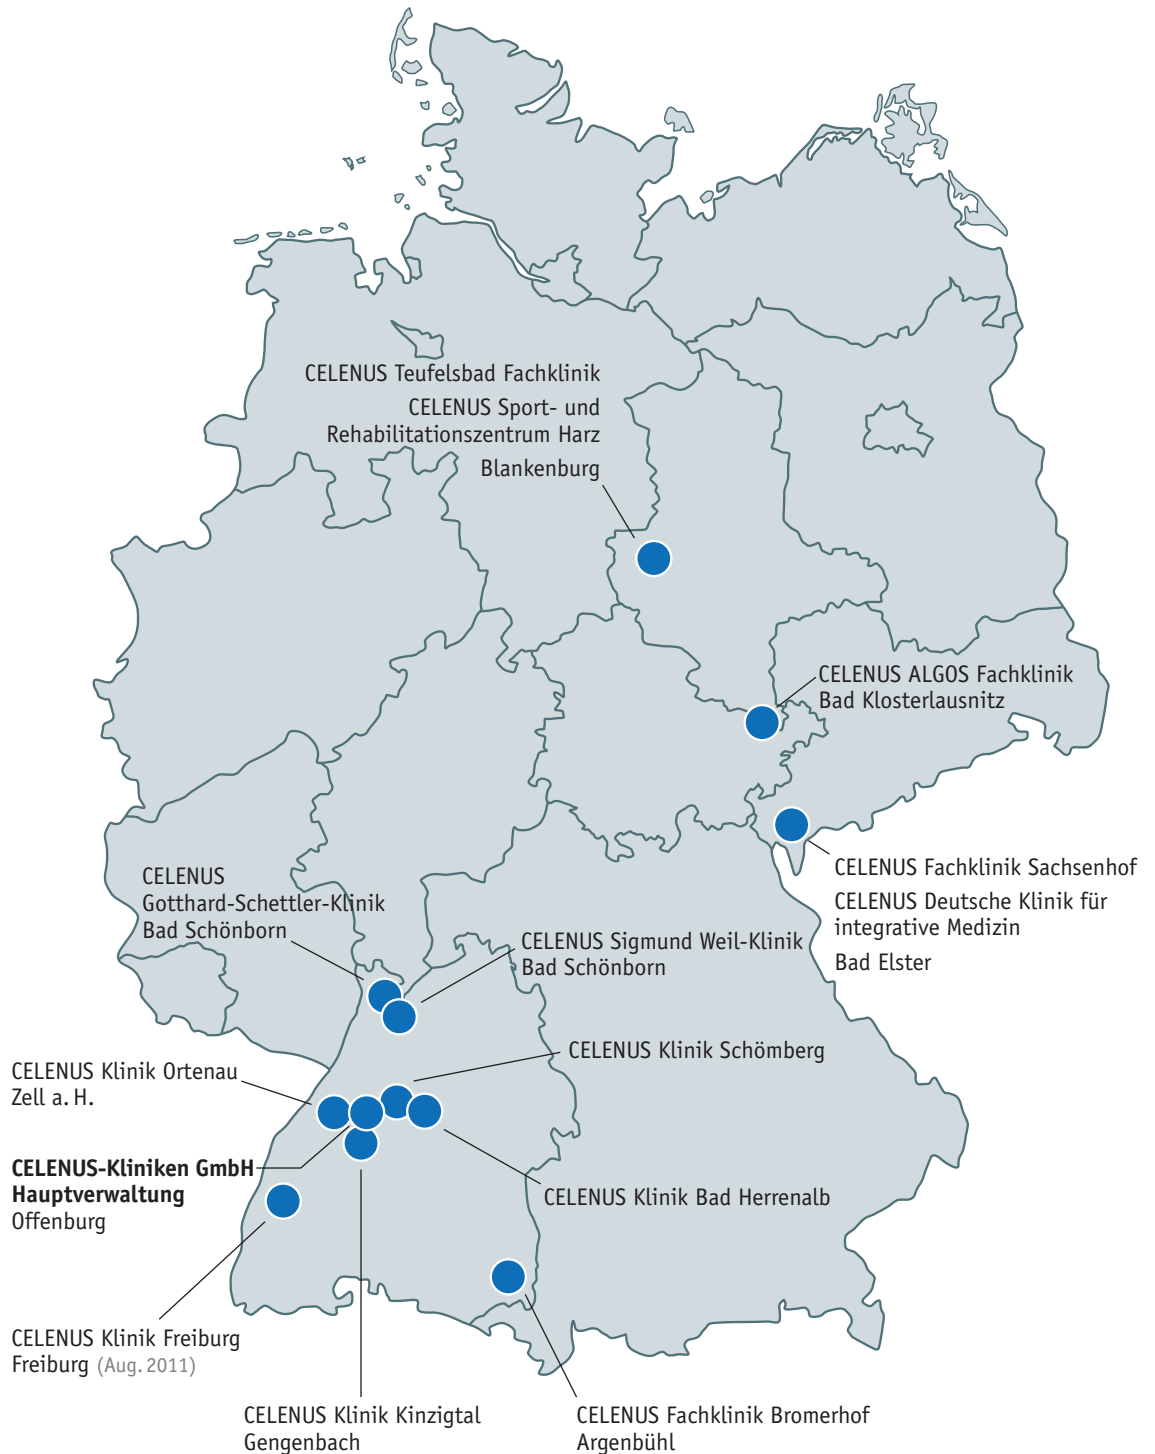 CELENUS Teufelsbad Fachklinik
CELENUS Sport- und
Rehabilitationszentrum Harz
Blankenburg
CELENUS ALGOS Fachklinik
Bad Klosterlausnitz
CELENUS Fachklinik Sachsenhof
CELENUS Deutsche Klinik für
integrative Medizin
Bad Elster
CELENUS
Gotthard-Schettler-Klinik
Bad Schönborn
CELENUS Sigmund Weil-Klinik
Bad Schönborn
CELENUS Klinik Schömberg
CELENUS Klinik Ortenau
Zell a. H.
CELENUS-Kliniken GmbH
Hauptverwaltung
Offenburg
CELENUS Klinik Bad Herrenalb
CELENUS Klinik Freiburg
Freiburg (Aug. 2011)
CELENUS Klinik Kinzigtal
Gengenbach
CELENUS Fachklinik Bromerhof
Argenbühl